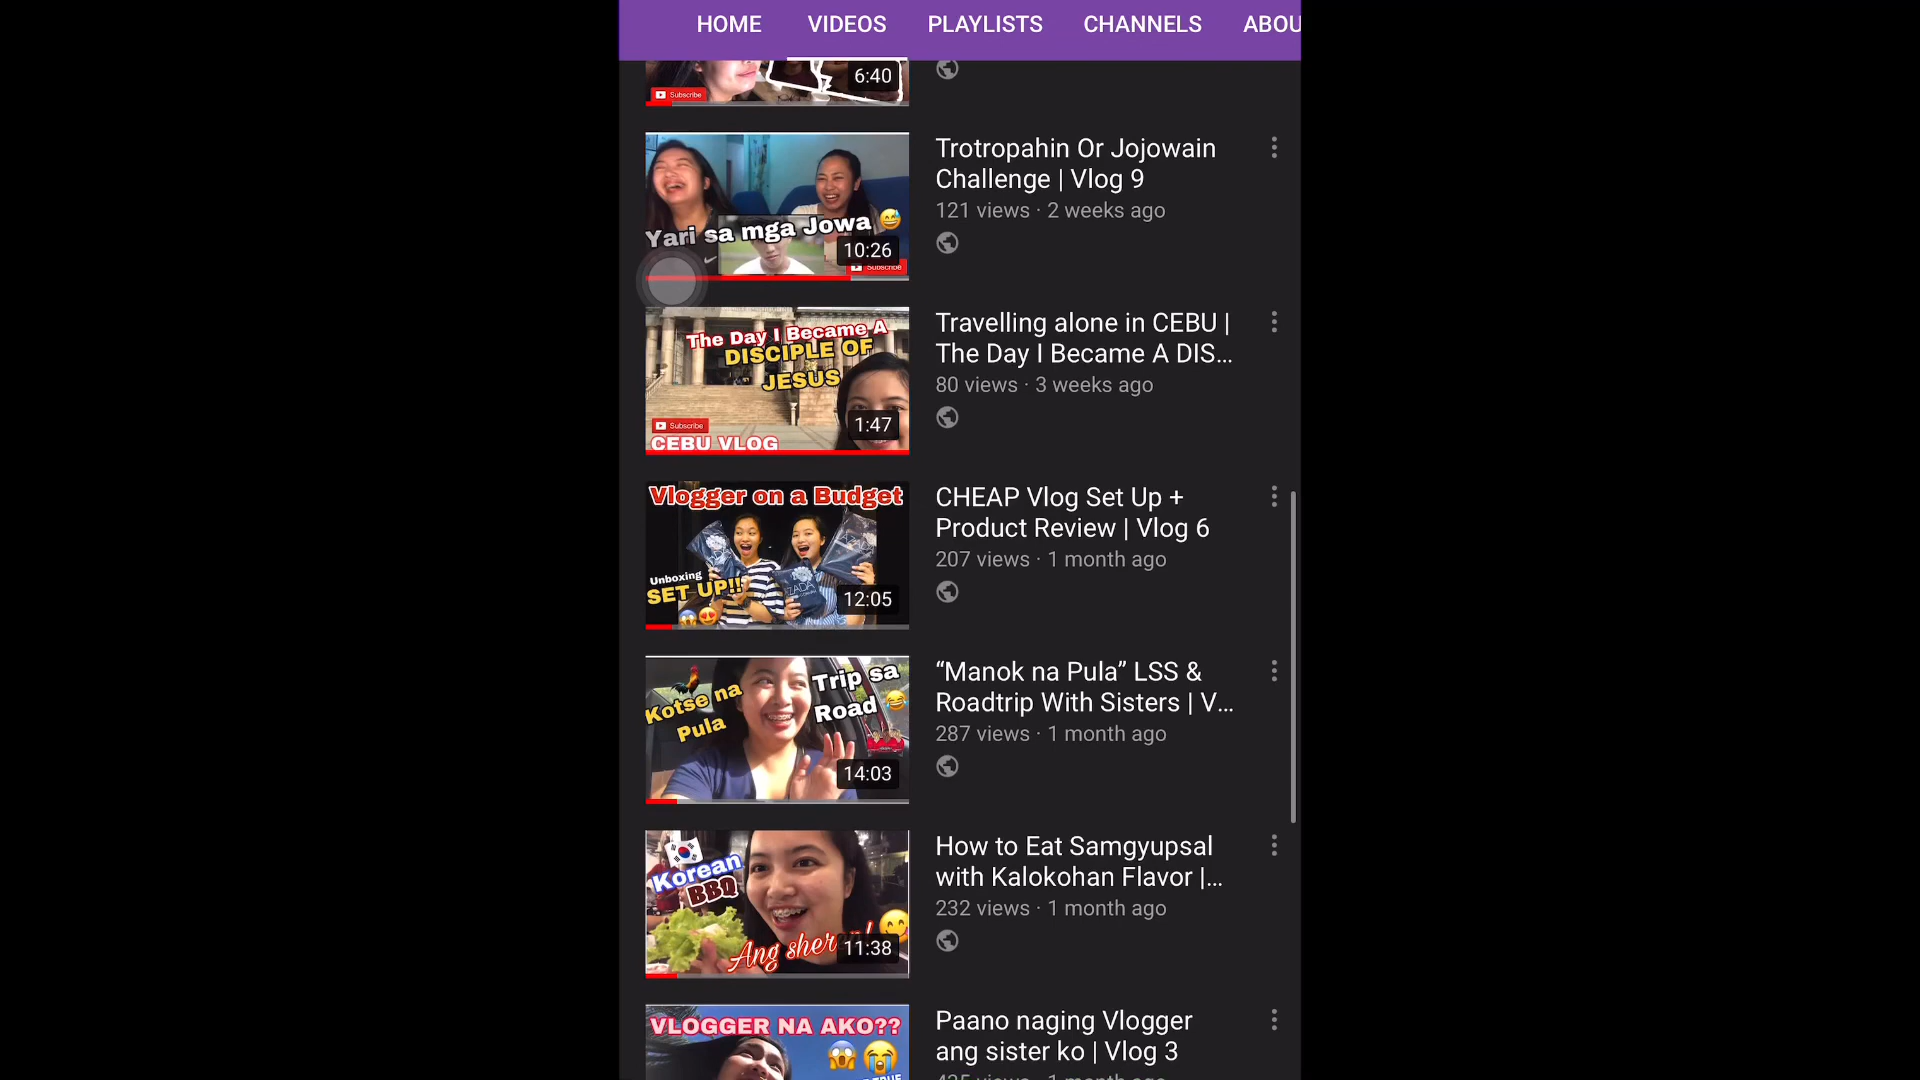 HOME VIDEOS PLAYLISTS CHANNELS ABOU
6:40
Subscribe
Trotropahin Or Jojowain
Challenge | Vlog 9
121 views · 2 weeks ago
Yari sa mga Jowa
10:26
Subscribe
Travelling alone in CEBU |
The Day I Became A DIS...
80 views · 3 weeks ago
The Day I Became A
DISCIPLE OF
JESUS
1:47
Subscribe
CEBU VLOG
CHEAP Vlog Set Up +
Product Review | Vlog 6
207 views · 1 month ago
Vlogger on a Budget
Unboxing
SET UP!!
12:05
“Manok na Pula” LSS &
Roadtrip With Sisters | V...
287 views · 1 month ago
Kotse na
Pula
Trip sa
Road
14:03
How to Eat Samgyupsal
with Kalokohan Flavor |...
232 views · 1 month ago
Korean
BBQ
Ang
11:38
Paano naging Vlogger
ang sister ko | Vlog 3
VLOGGER NA AKO??